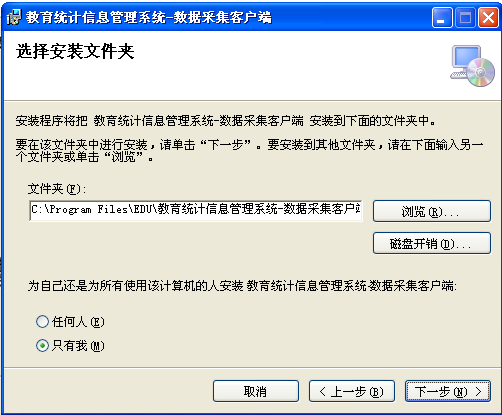 教育统计信息管理系统-数据采集客户端
选择安装文件夹
安装程序将把 教育统计信息管理系统-数据采集客户端 安装到下面的文件夹中。
要在该文件夹中进行安装，请单击“下一步”。要安装到其他文件夹，请在下面输入另一
个文件夹或单击“浏览”。
文件夹(F):
C:\Program Files\EDU\教育统计信息管理系统-数据采集客户端
浏览(R)...
磁盘开销(D)...
为自己还是为所有使用该计算机的人安装 教育统计信息管理系统-数据采集客户端:
任何人(E)
只有我(M)
取消
< 上一步(B)
下一步(N) >